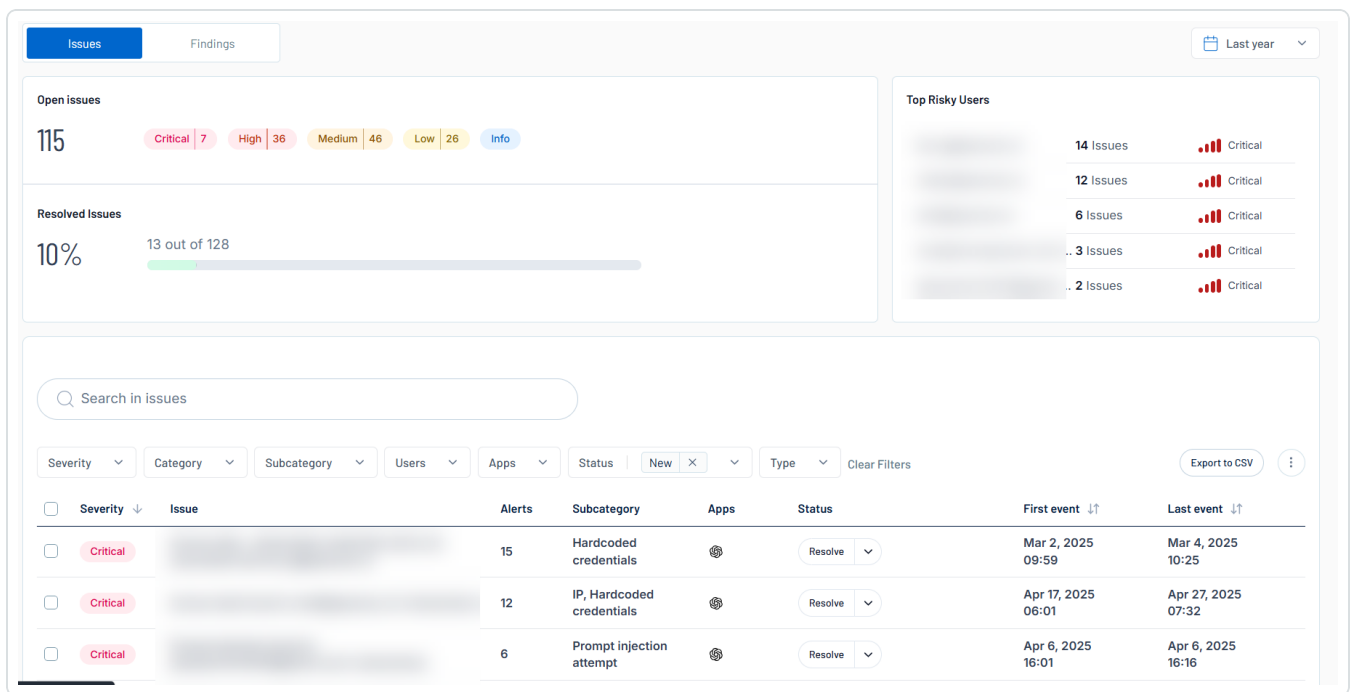 Issues
Findings
Last year
Open issues
115
Critical 7
High 36
Medium 46
Low 26
Info
Resolved Issues
10%
13 out of 128
Top Risky Users
14 Issues Critical
12 Issues Critical
6 Issues Critical
.. 3 Issues Critical
.. 2 Issues Critical
Search in issues
Severity Category Subcategory Users Apps Status New Type Clear Filters Export to CSV
Severity Issue Alerts Subcategory Apps Status First event Last event
Critical 15 Hardcoded credentials Resolve Mar 2, 2025 09:59 Mar 4, 2025 10:25
Critical 12 IP, Hardcoded credentials Resolve Apr 17, 2025 06:01 Apr 27, 2025 07:32
Critical 6 Prompt injection attempt Resolve Apr 6, 2025 16:01 Apr 6, 2025 16:16